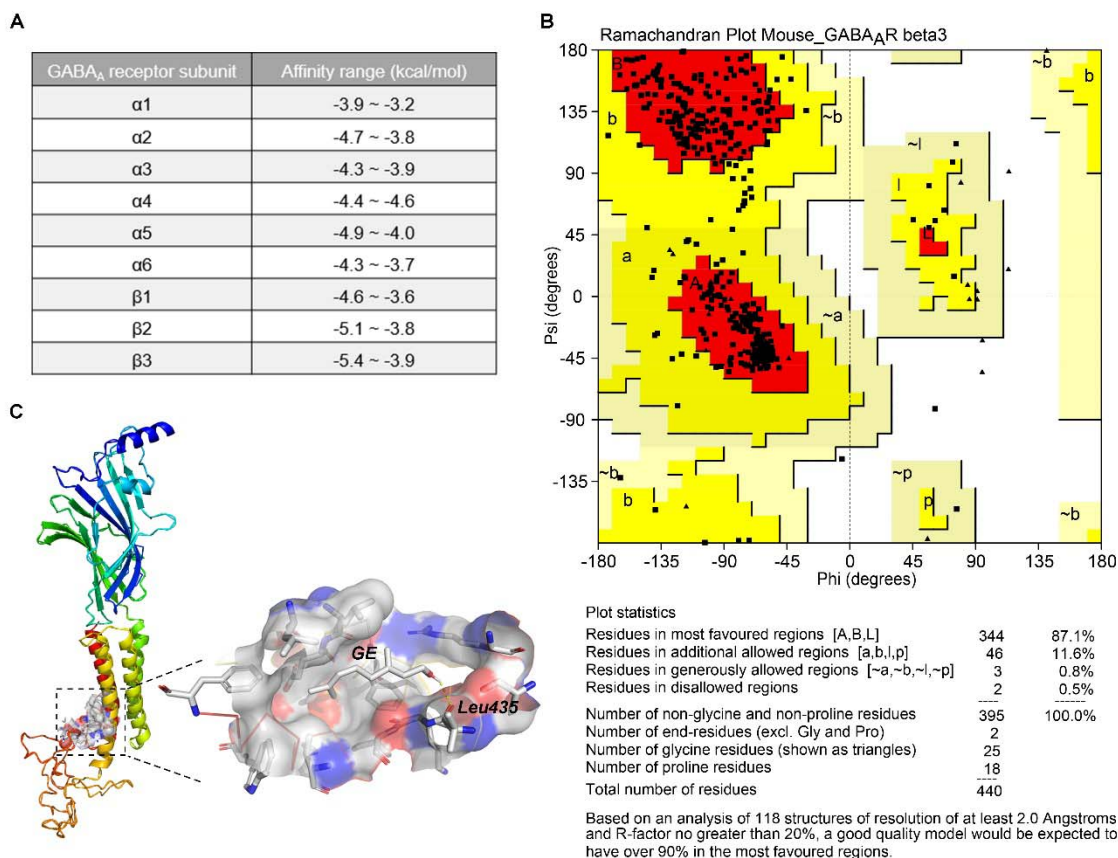 A
GABAA receptor subunit Affinity range (kcal/mol)
α1 -3.9 ~ -3.2
α2 -4.7 ~ -3.8
α3 -4.3 ~ -3.9
α4 -4.4 ~ -4.6
α5 -4.9 ~ -4.0
α6 -4.3 ~ -3.7
β1 -4.6 ~ -3.6
β2 -5.1 ~ -3.8
β3 -5.4 ~ -3.9
B
Ramachandran Plot Mouse_GABAAR beta3
180
135
90
45
0
-45
-90
-135
Psi (degrees)
B
~b
~b
b
b
~b
~l
l
L
a
A
~a
~b
b
~p
p
~b
-180 -135 -90 -45 0 45 90 135 180
Phi (degrees)
Plot statistics
Residues in most favoured regions [A,B,L] 344 87.1%
Residues in additional allowed regions [a,b,l,p] 46 11.6%
Residues in generously allowed regions [~a,~b,~l,~p] 3 0.8%
Residues in disallowed regions 2 0.5%
---- ------
Number of non-glycine and non-proline residues 395 100.0%
Number of end-residues (excl. Gly and Pro) 2
Number of glycine residues (shown as triangles) 25
Number of proline residues 18
----
Total number of residues 440
Based on an analysis of 118 structures of resolution of at least 2.0 Angstroms
and R-factor no greater than 20%, a good quality model would be expected to
have over 90% in the most favoured regions.
C
GE
Leu435